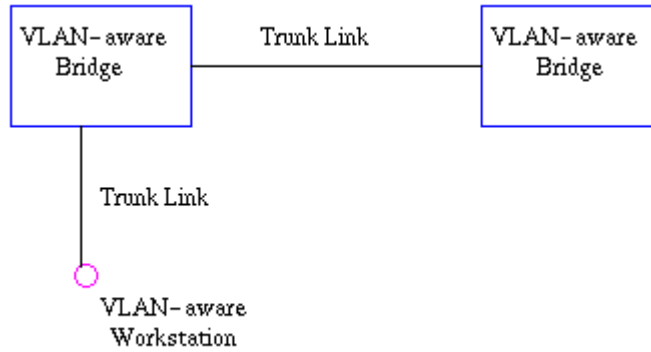 VLAN-aware
Bridge
Trunk Link
VLAN-aware
Bridge
Trunk Link
VLAN-aware
Workstation